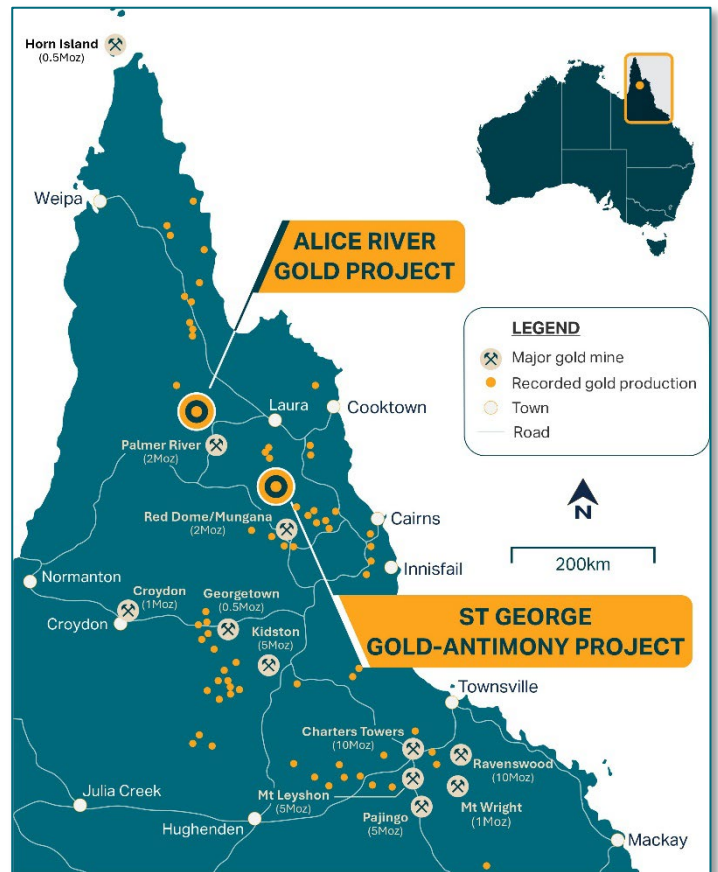 Horn Island
(0.5Moz)
Weipa
ALICE RIVER
GOLD PROJECT
LEGEND
Major gold mine
Recorded gold production
Town
Road
Laura
Cooktown
Palmer River
(2Moz)
N
200km
Red Dome/Mungana
(2Moz)
Cairns
Innisfail
Normanton
Croydon
(1Moz)
Georgetown
(0.5Moz)
Croydon
Kidston
(5Moz)
ST GEORGE
GOLD-ANTIMONY PROJECT
Townsville
Charters Towers
(10Moz)
Ravenswood
(10Moz)
Mt Leyshon
(5Moz)
Mt Wright
(1Moz)
Pajingo
(5Moz)
Julia Creek
Hughenden
Mackay